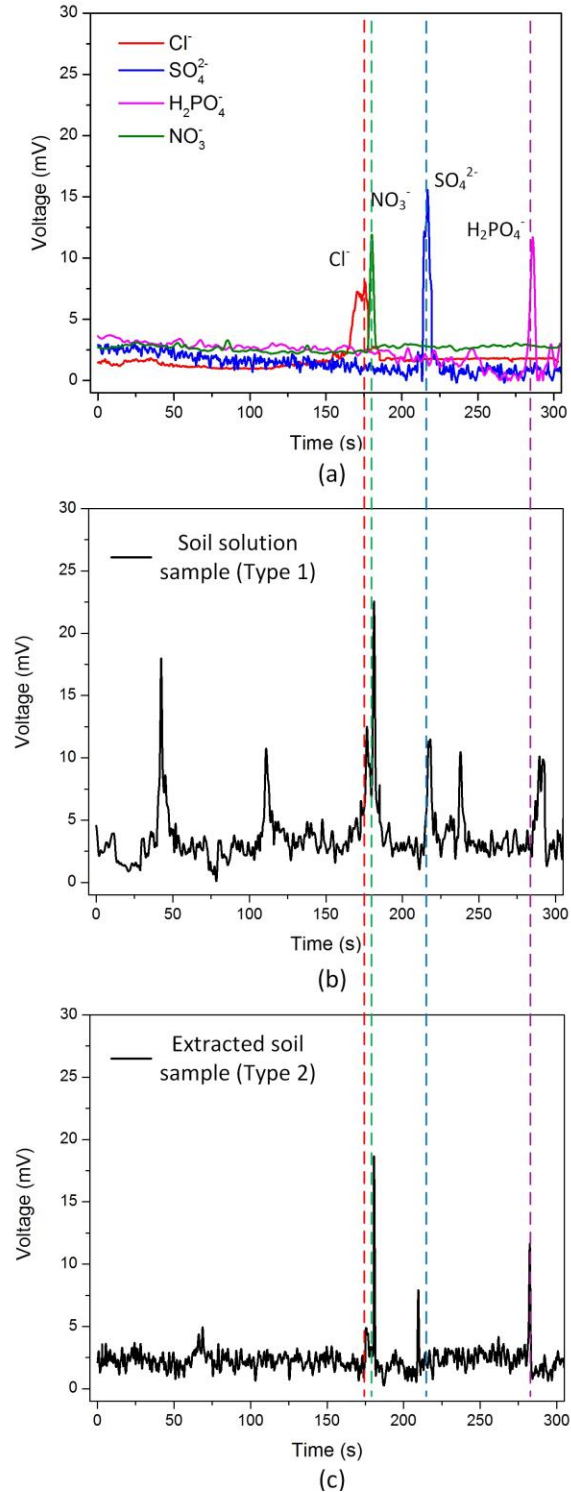 30
25
20
15
10
5
0
Voltage (mV)
Cl⁻
SO₄²⁻
H₂PO₄⁻
NO₃⁻
Cl⁻
NO₃⁻
SO₄²⁻
H₂PO₄⁻
0 50 100 150 200 250 300
Time (s)
(a)
30
25
20
15
10
5
0
Voltage (mV)
Soil solution
sample (Type 1)
0 50 100 150 200 250 300
Time (s)
(b)
30
25
20
15
10
5
0
Voltage (mV)
Extracted soil
sample (Type 2)
0 50 100 150 200 250 300
Time (s)
(c)